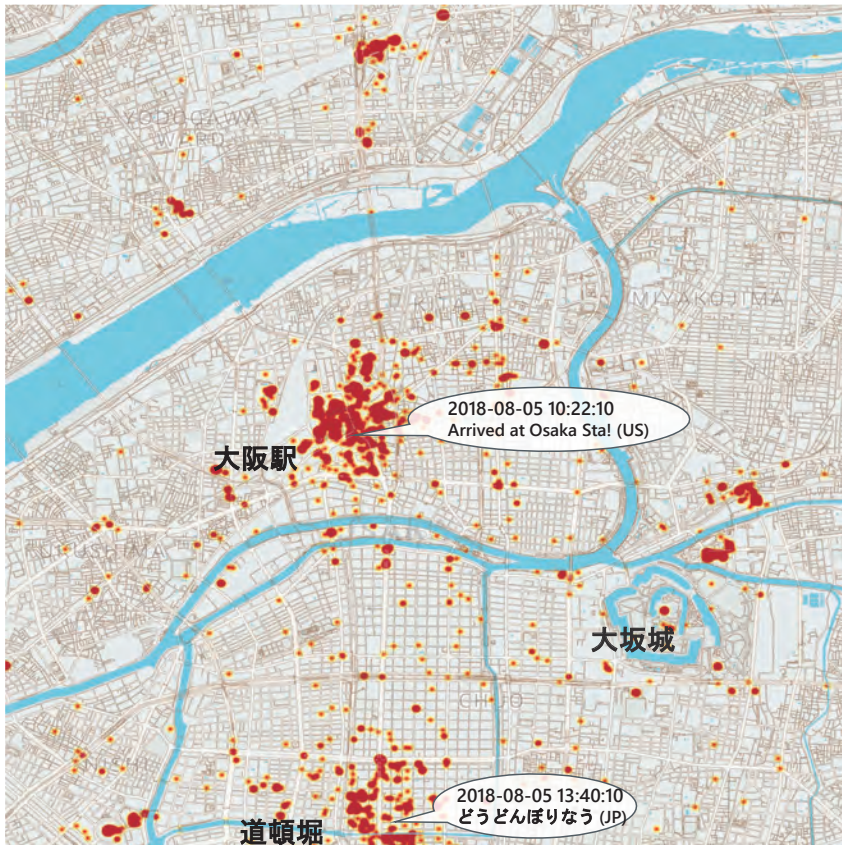 YODOGAWA
WARD
KITA
MIYAKOJIMA
2018-08-05 10:22:10
Arrived at Osaka Sta! (US)
大阪駅
FUKUSHIMA
大坂城
CHUO
NISHI
2018-08-05 13:40:10
どうどんぼりなう (JP)
道頓堀